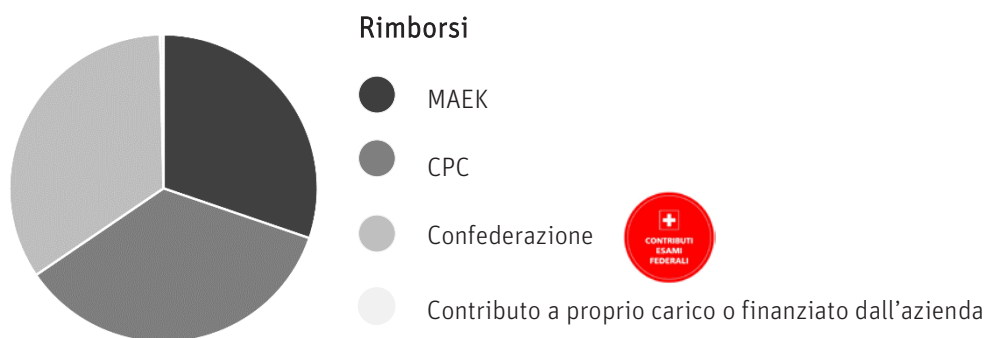 Rimborsi
MAEK
CPC
Confederazione
CONTRIBUTI
ESAMI
FEDERALI
Contributo a proprio carico o finanziato dall'azienda